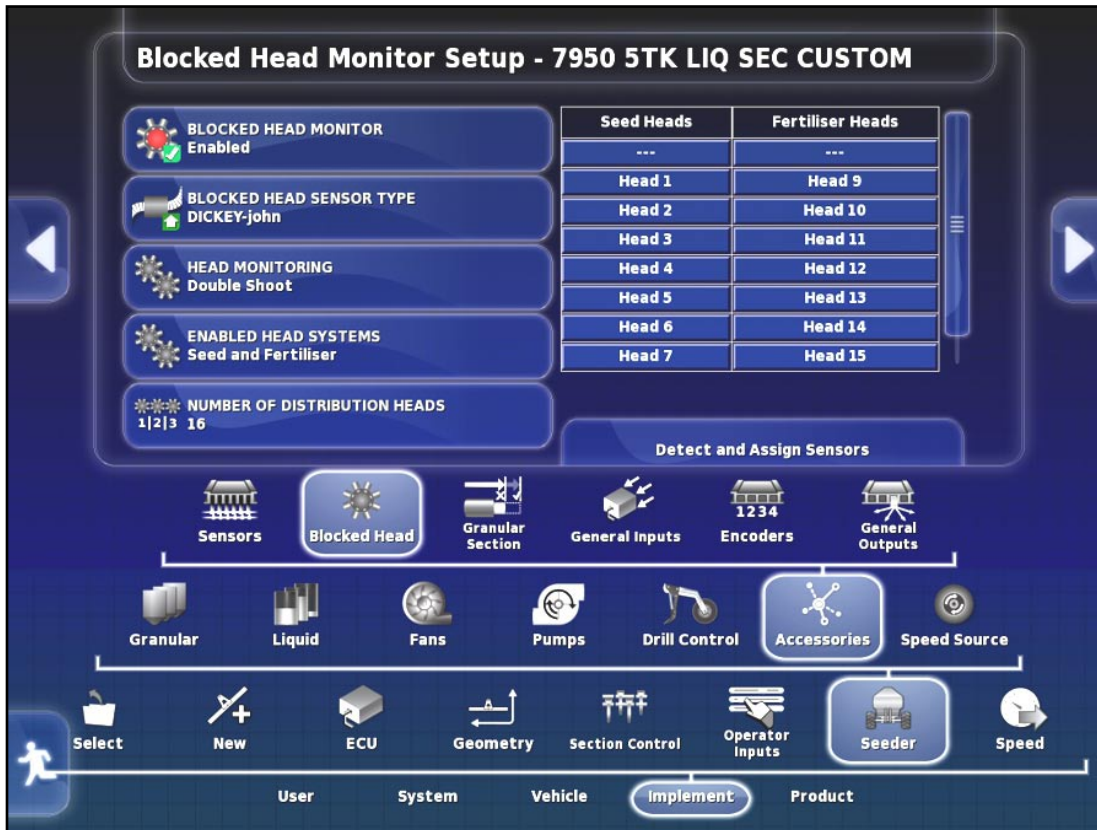 Blocked Head Monitor Setup - 7950 5TK LIQ SEC CUSTOM
BLOCKED HEAD MONITOR
Enabled
BLOCKED HEAD SENSOR TYPE
DICKEY-john
HEAD MONITORING
Double Shoot
ENABLED HEAD SYSTEMS
Seed and Fertiliser
NUMBER OF DISTRIBUTION HEADS
1|2|3 16
Seed Heads Fertiliser Heads
--- ---
Head 1 Head 9
Head 2 Head 10
Head 3 Head 11
Head 4 Head 12
Head 5 Head 13
Head 6 Head 14
Head 7 Head 15
Detect and Assign Sensors
Sensors
Blocked Head
Granular
Section
General Inputs
1234
Encoders
General
Outputs
Granular
Liquid
Fans
Pumps
Drill Control
Accessories
Speed Source
Select
New
ECU
Geometry
Section Control
Operator
Inputs
Seeder
Speed
User System Vehicle Implement Product